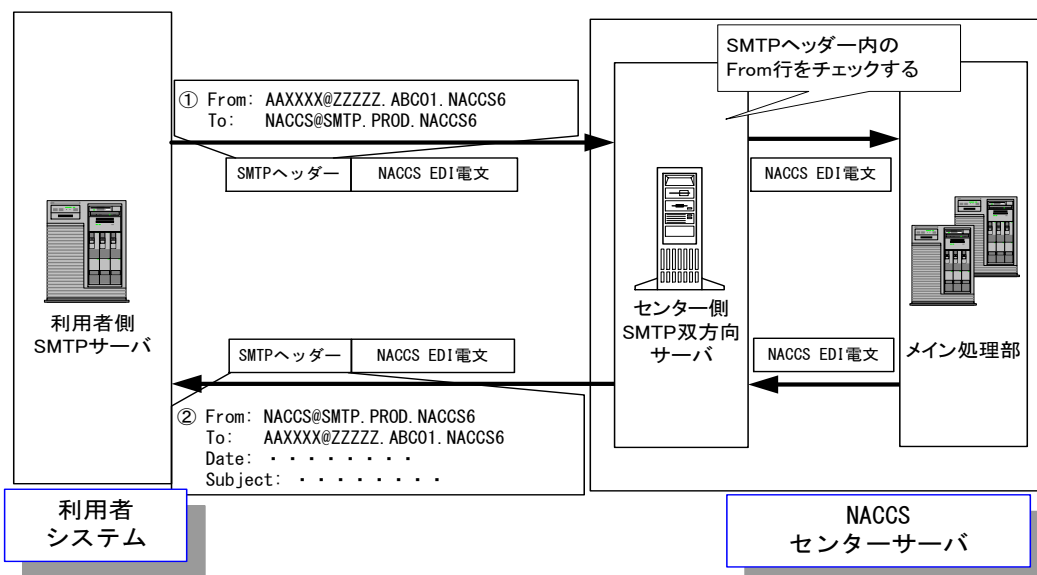 SMTPヘッダー内の
From行をチェックする
① From: AAXXXX@ZZZZZ.ABC01.NACCS6
To: NACCS@SMTP.PROD.NACCS6
SMTPヘッダー
NACCS EDI電文
NACCS EDI電文
利用者側
SMTPサーバ
センター側
SMTP双方向
サーバ
メイン処理部
SMTPヘッダー
NACCS EDI電文
NACCS EDI電文
② From: NACCS@SMTP.PROD.NACCS6
To: AAXXXX@ZZZZZ.ABC01.NACCS6
Date: ・・・・・・・・
Subject: ・・・・・・・・
利用者
システム
NACCS
センターサーバ